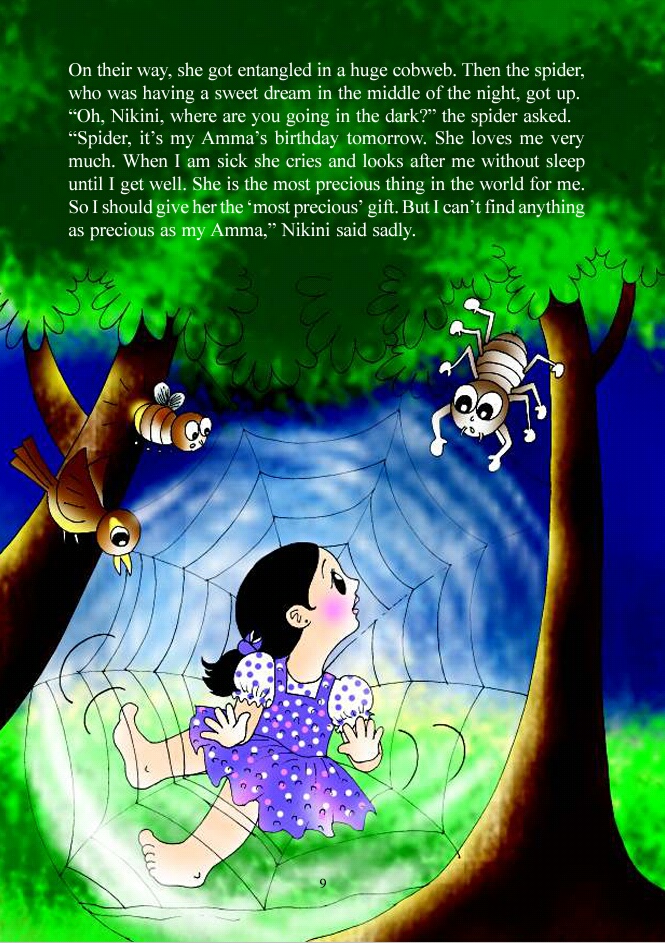 On their way, she got entangled in a huge cobweb. Then the spider,
who was having a sweet dream in the middle of the night, got up.
“Oh, Nikini, where are you going in the dark?” the spider asked.
“Spider, it’s my Amma’s birthday tomorrow. She loves me very
much. When I am sick she cries and looks after me without sleep
until I get well. She is the most precious thing in the world for me.
So I should give her the ‘most precious’ gift. But I can’t find anything
as precious as my Amma,” Nikini said sadly.
9